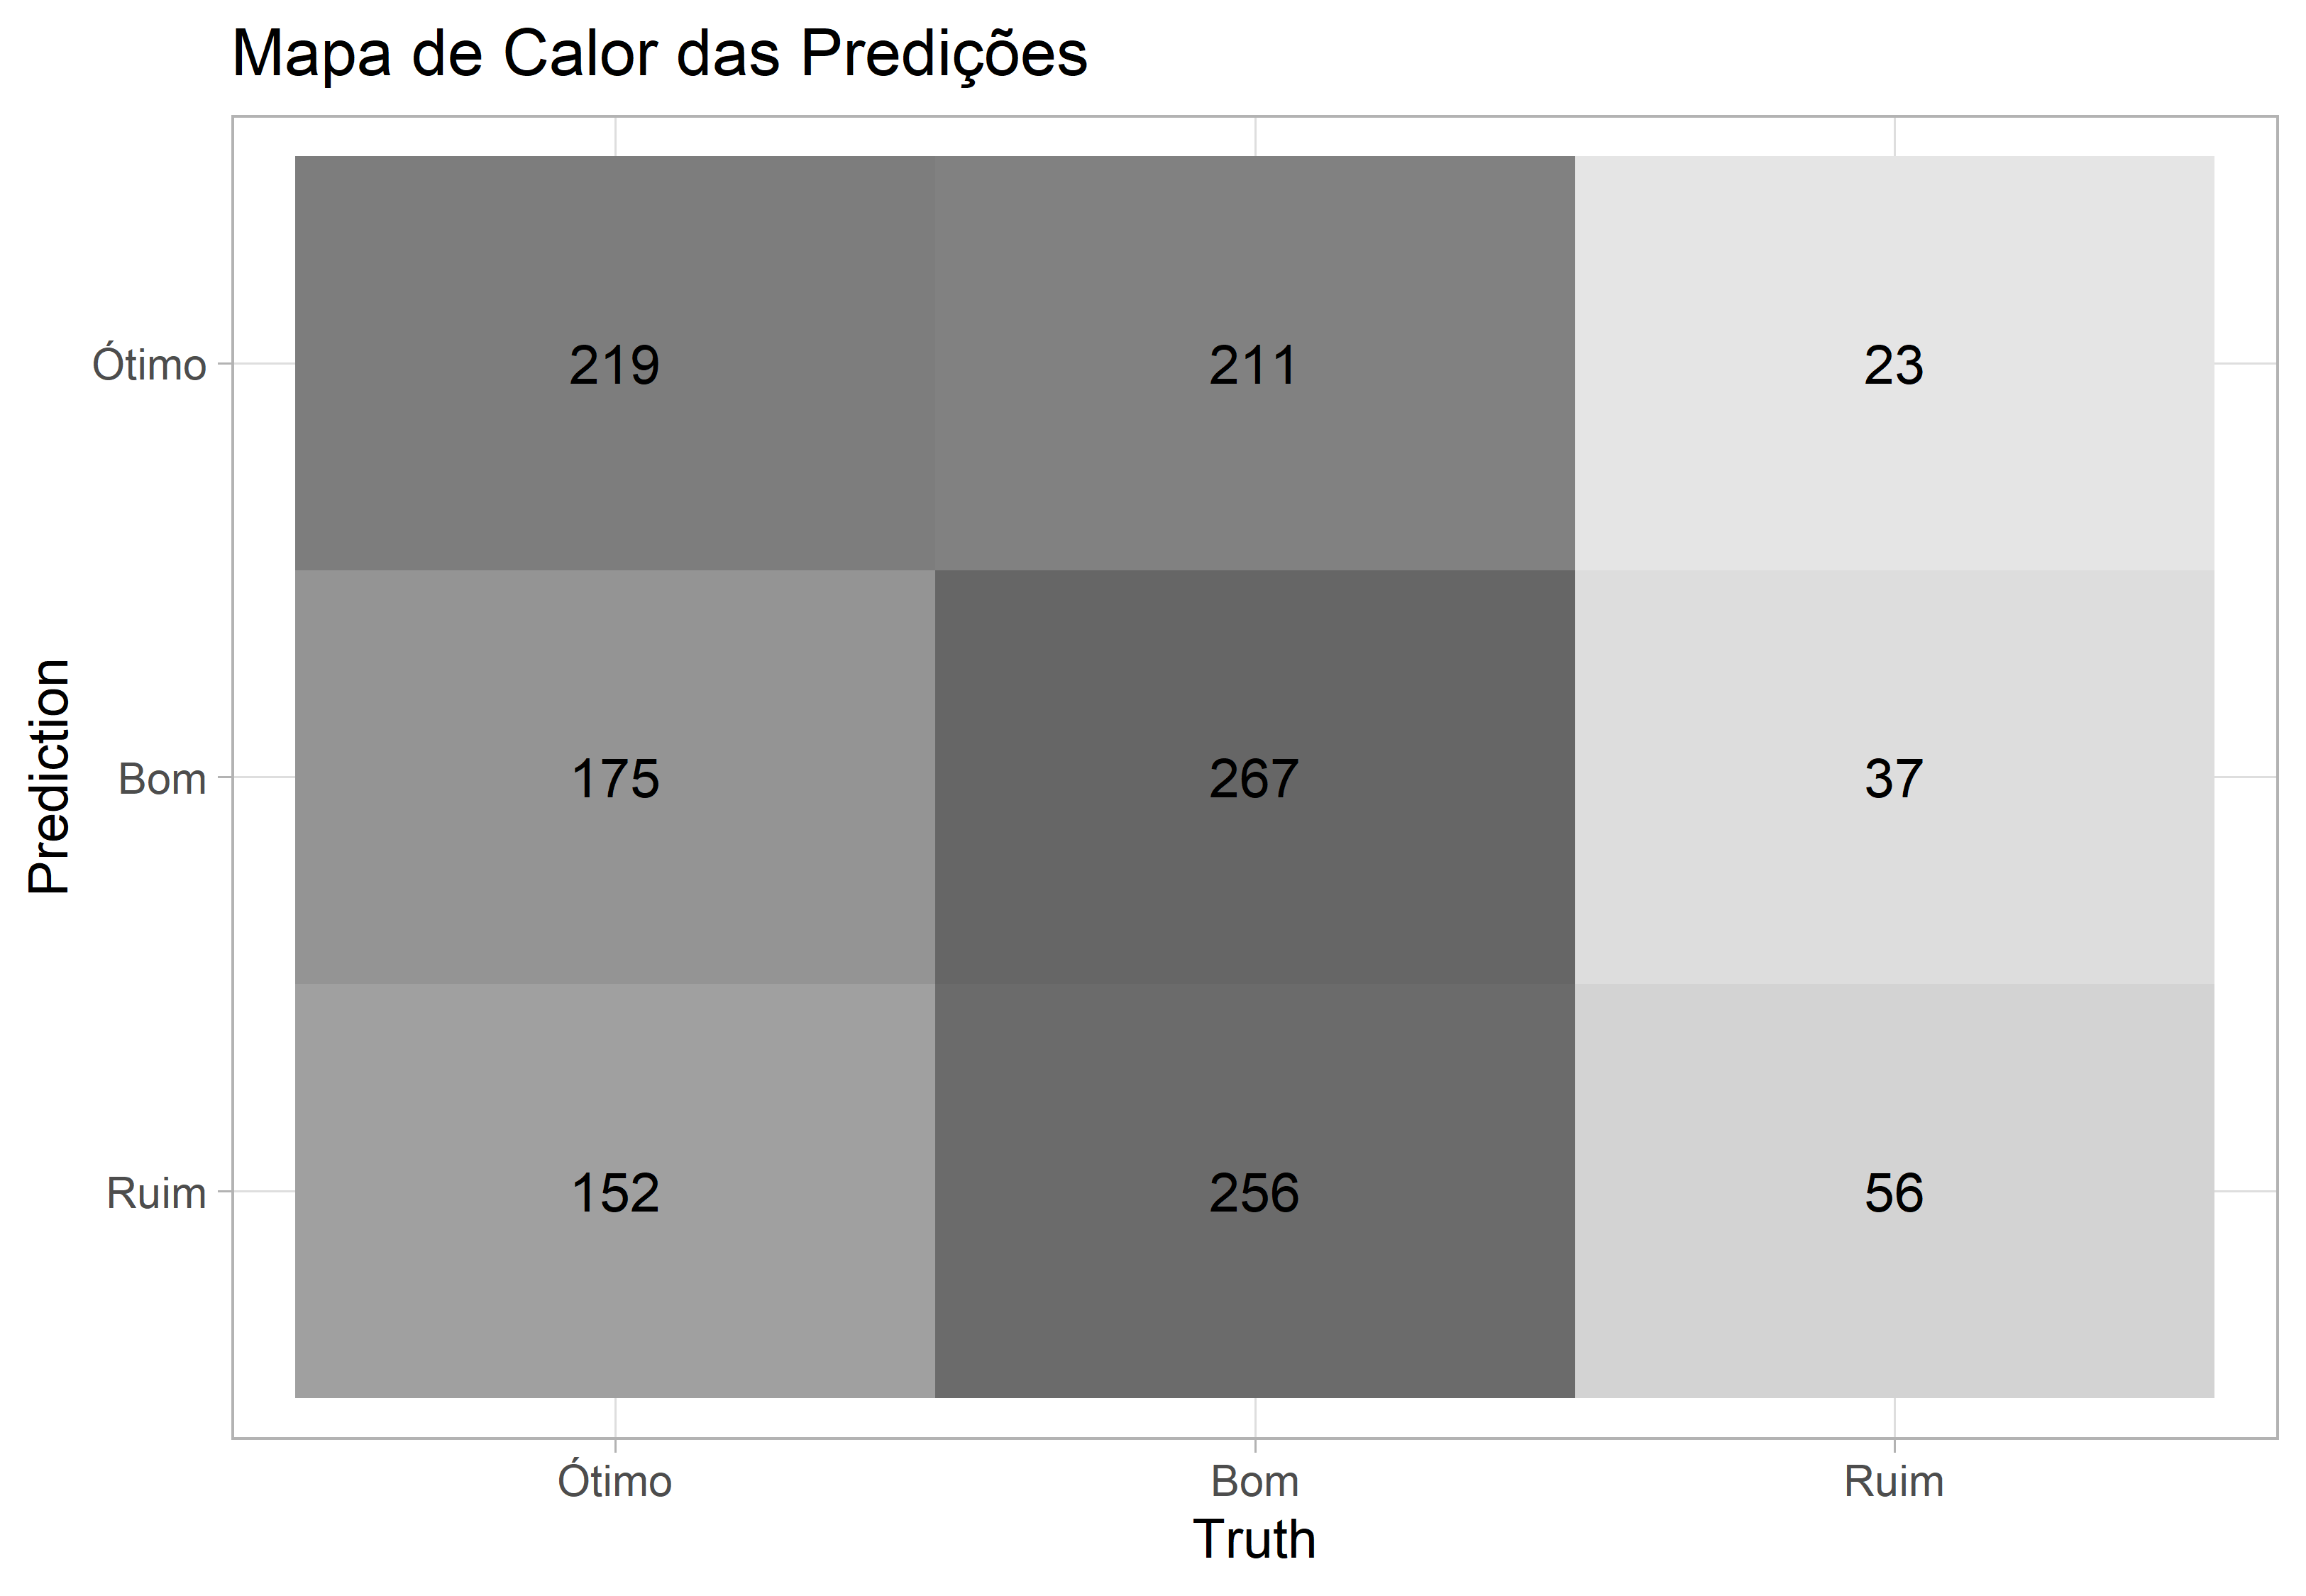 Mapa de Calor das Predições
Prediction
Ótimo 219 211 23
Bom 175 267 37
Ruim 152 256 56
Ótimo Bom Ruim
Truth